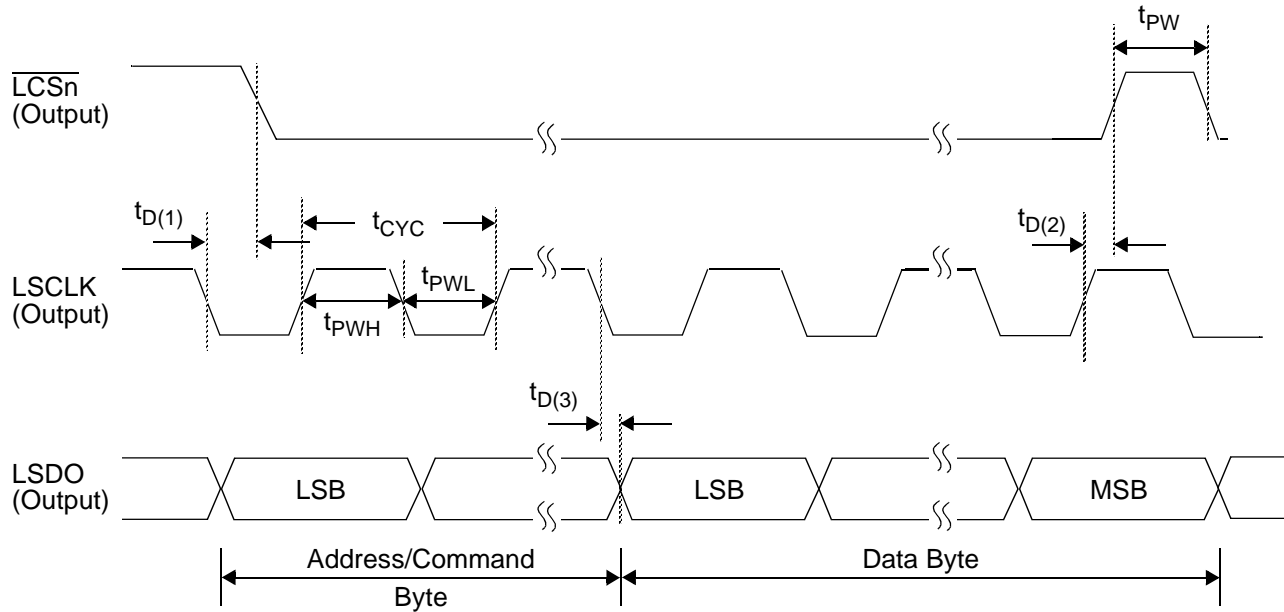 t_PW
LCSn
(Output)
t_D(1)
t_CYC
t_D(2)
LSCLK
(Output)
t_PWL
t_PWH
t_D(3)
LSDO
(Output)
LSB
LSB
MSB
Address/Command
Byte
Data Byte